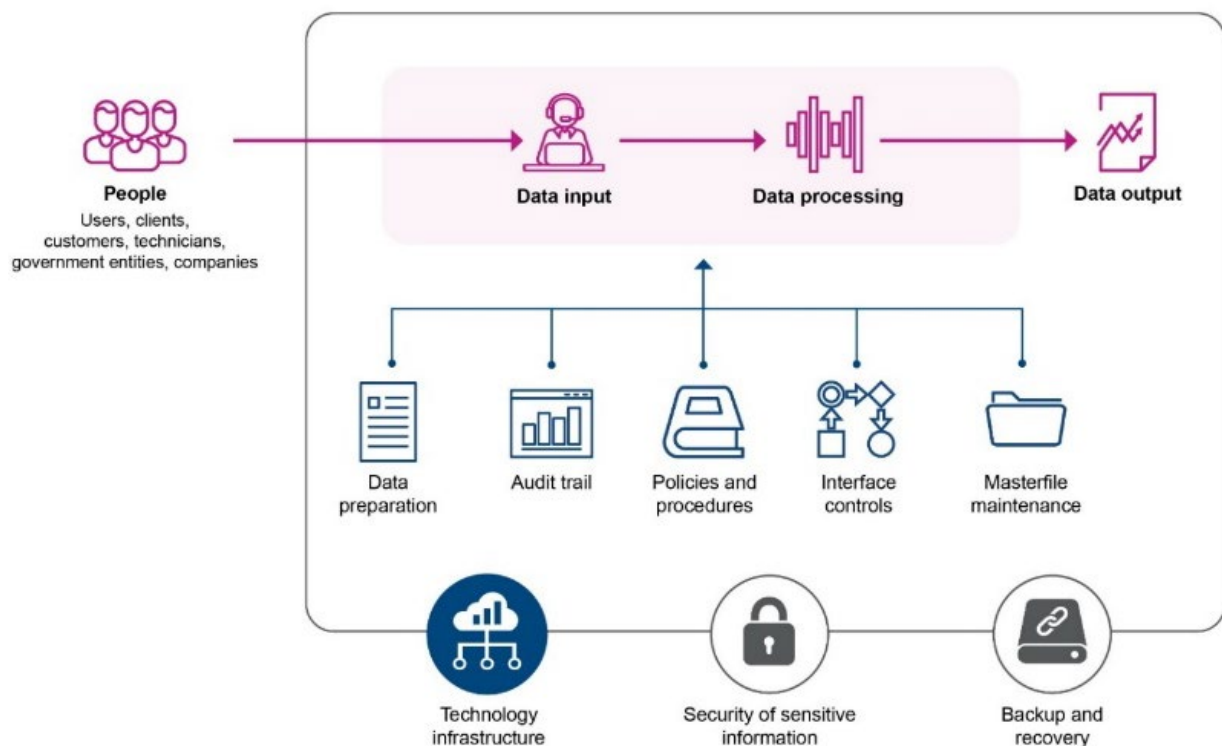 People
Users, clients,
customers, technicians,
government entities, companies
Data input
Data processing
Data output
Data
preparation
Audit trail
Policies and
procedures
Interface
controls
Masterfile
maintenance
Technology
infrastructure
Security of sensitive
information
Backup and
recovery